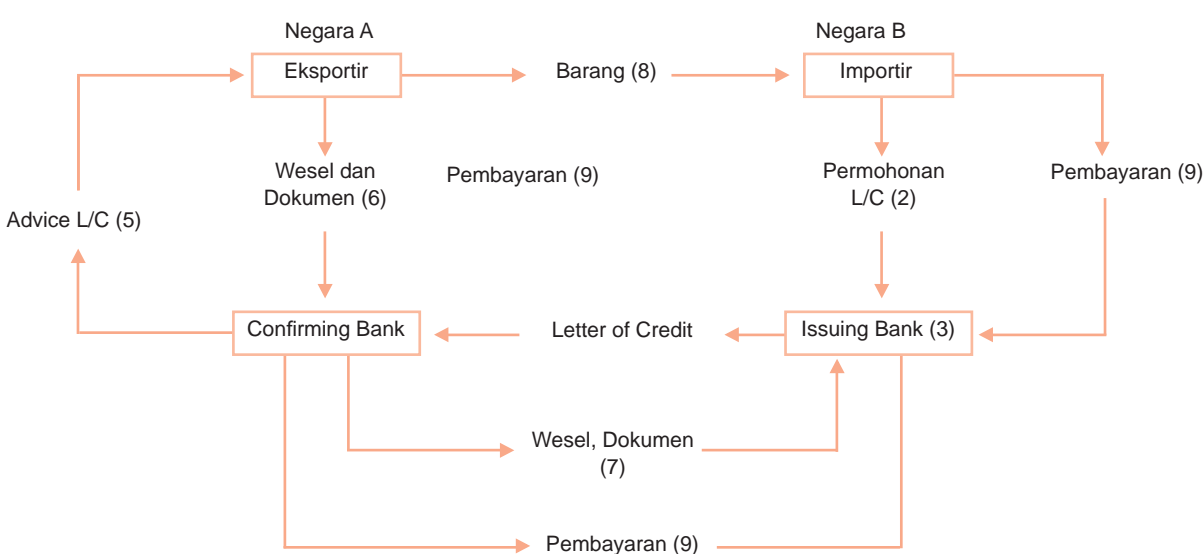 Negara A
Negara B
Eksportir
Barang (8)
Importir
Wesel dan
Dokumen (6)
Pembayaran (9)
Permohonan
L/C (2)
Pembayaran (9)
Advice L/C (5)
Confirming Bank
Letter of Credit
Issuing Bank (3)
Wesel, Dokumen
(7)
Pembayaran (9)